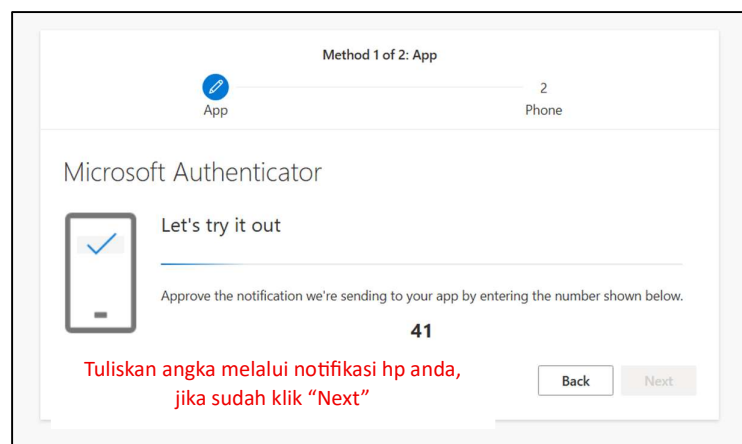 Method 1 of 2: App
App
2
Phone
Microsoft Authenticator
Let's try it out
Approve the notification we're sending to your app by entering the number shown below.
41
Tuliskan angka melalui notifikasi hp anda,
jika sudah klik “Next”
Back
Next